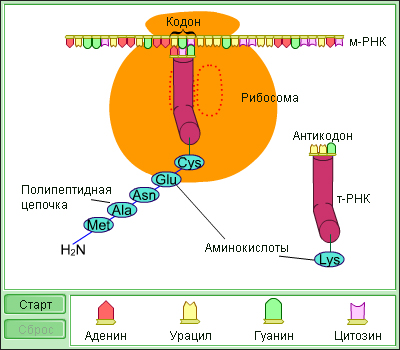 Кодон
м-РНК
Рибосома
Антикодон
Cys
Glu
Полипептидная
цепочка
Asn
т-РНК
Ala
Met
H₂N
Аминокислоты
Lys
Старт
Сброс
Аденин
Урацил
Гуанин
Цитозин